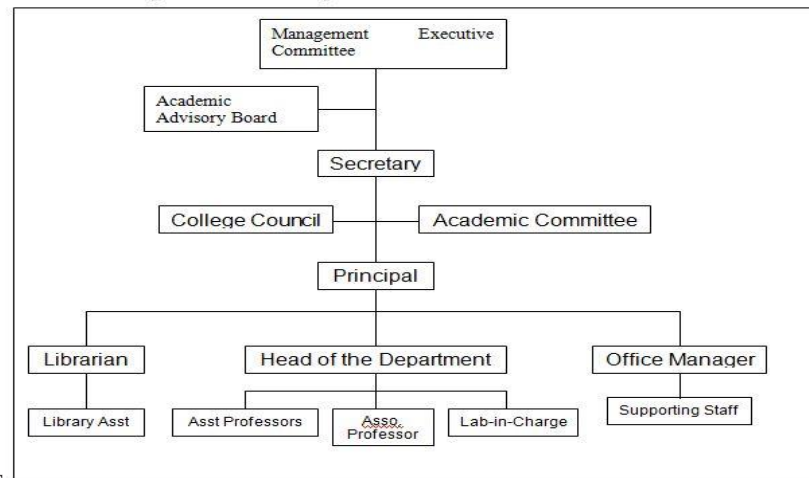 Management Executive
Committee
Academic
Advisory Board
Secretary
College Council
Academic Committee
Principal
Librarian
Head of the Department
Office Manager
Library Asst
Asst Professors
Asso.
Professor
Lab-in-Charge
Supporting Staff